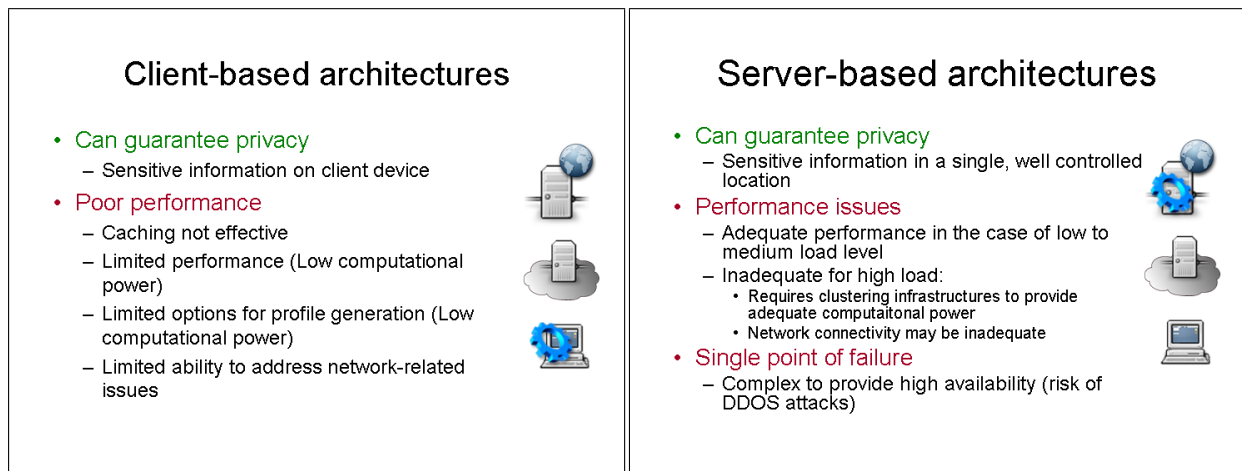 Client-based architectures
• Can guarantee privacy
– Sensitive information on client device
• Poor performance
– Caching not effective
– Limited performance (Low computational
power)
– Limited options for profile generation (Low
computational power)
– Limited ability to address network-related
issues
Server-based architectures
• Can guarantee privacy
– Sensitive information in a single, well controlled
location
• Performance issues
– Adequate performance in the case of low to
medium load level
– Inadequate for high load:
• Requires clustering infrastructures to provide
adequate computaitonal power
• Network connectivity may be inadequate
• Single point of failure
– Complex to provide high availability (risk of
DDOS attacks)